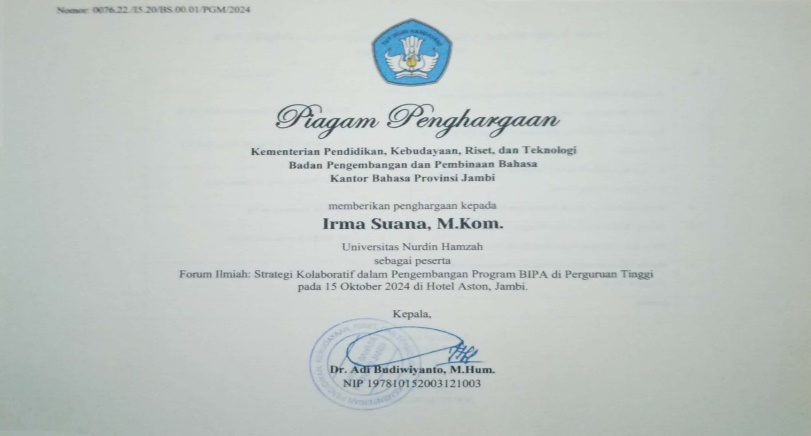 Nomor: 0076.22./I5.20/BS.00.01/PGM/2024
TUT WURI HANDAYANI
Piagam Penghargaan
Kementerian Pendidikan, Kebudayaan, Riset, dan Teknologi
Badan Pengembangan dan Pembinaan Bahasa
Kantor Bahasa Provinsi Jambi
memberikan penghargaan kepada
Irma Suana, M.Kom.
Universitas Nurdin Hamzah
sebagai peserta
Forum Ilmiah: Strategi Kolaboratif dalam Pengembangan Program BIPA di Perguruan Tinggi
pada 15 Oktober 2024 di Hotel Aston, Jambi.
Kepala,
Dr. Adi Budiwiyanto, M.Hum.
NIP 197810152003121003